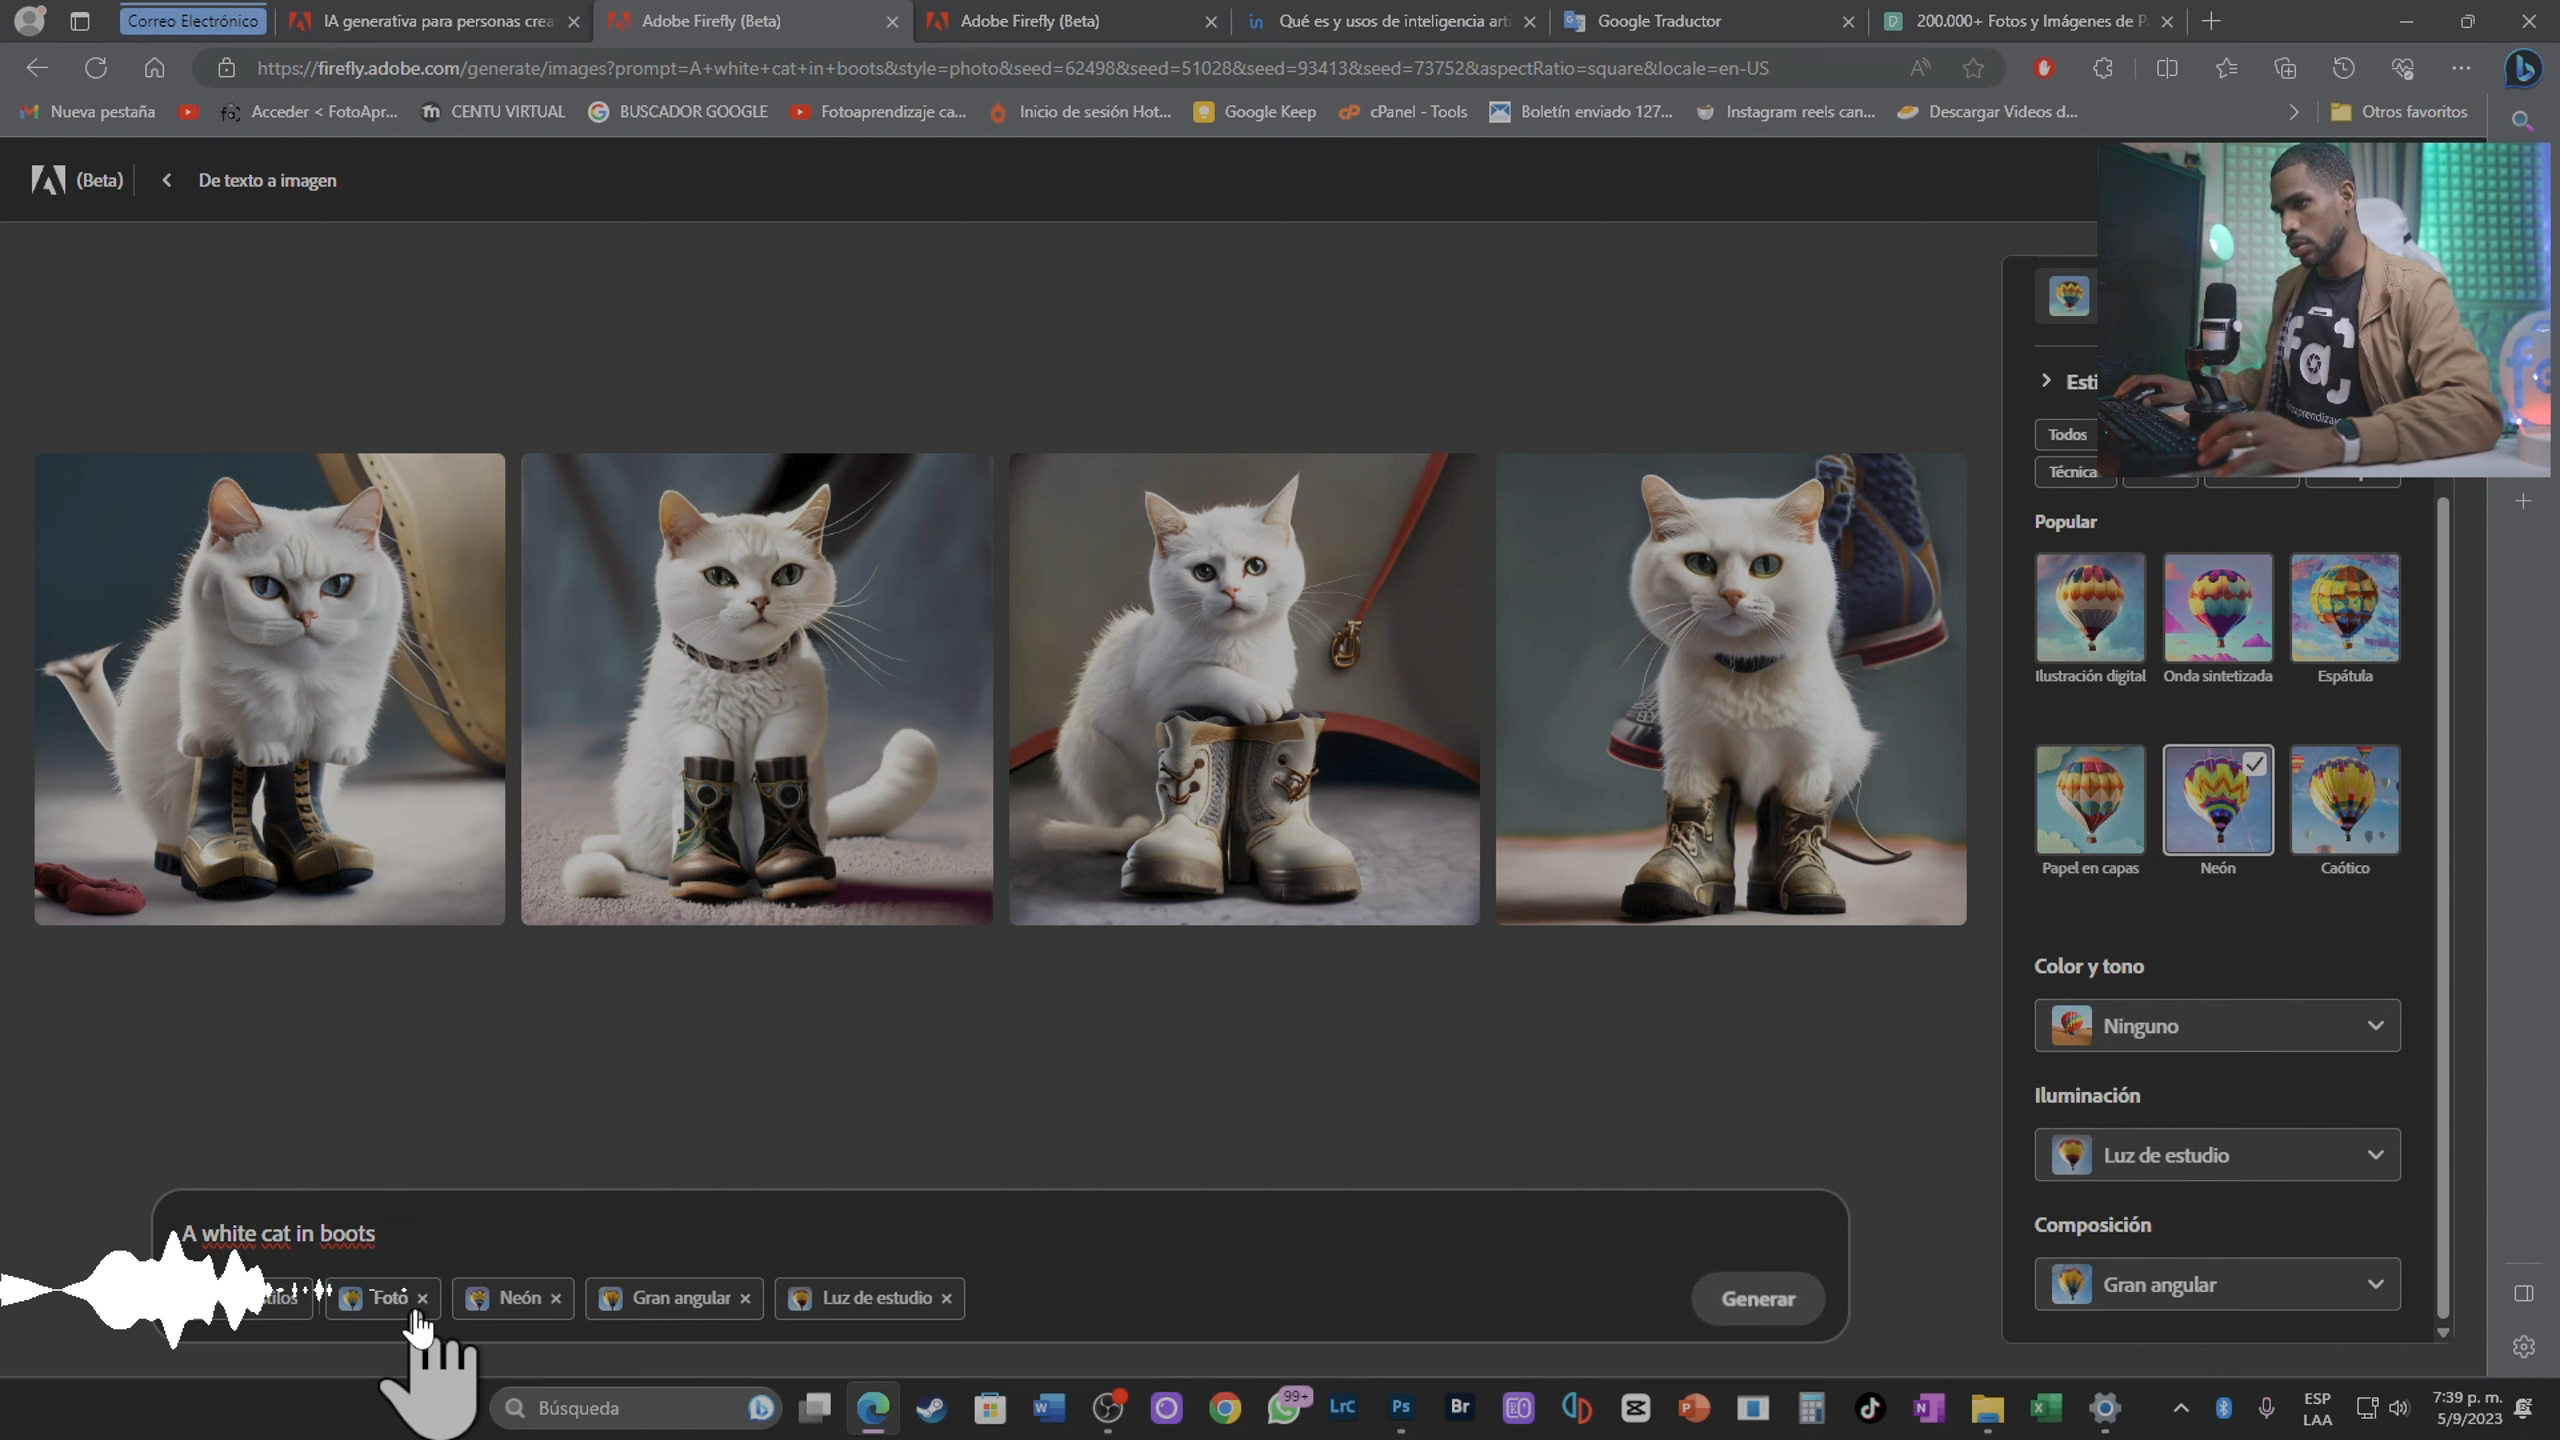 Correo Electrónico
IA generativa para personas crea
Adobe Firefly (Beta)
Adobe Firefly (Beta)
Qué es y usos de inteligencia arti
Google Traductor
200.000+ Fotos y Imágenes de P
https://firefly.adobe.com/generate/images?prompt=A+white+cat+in+boots&style=photo&seed=62498&seed=51028&seed=93413&seed=73752&aspectRatio=square&locale=en-US
Nueva pestaña
Acceder < FotoApr...
CENTU VIRTUAL
BUSCADOR GOOGLE
Fotoaprendizaje ca...
Inicio de sesión Hot...
Google Keep
cPanel - Tools
Boletín enviado 127...
Instagram reels can...
Descargar Videos d...
Otros favoritos
(Beta)
De texto a imagen
Esti
Todos
Técnica
Popular
Ilustración digital
Onda sintetizada
Espátula
Papel en capas
Neón
Caótico
Color y tono
Ninguno
Iluminación
Luz de estudio
Composición
Gran angular
A white cat in boots
tilos
Foto
Neón
Gran angular
Luz de estudio
Generar
Búsqueda
99+
LrC
Ps
Br
ESP
LAA
7:39 p. m.
5/9/2023